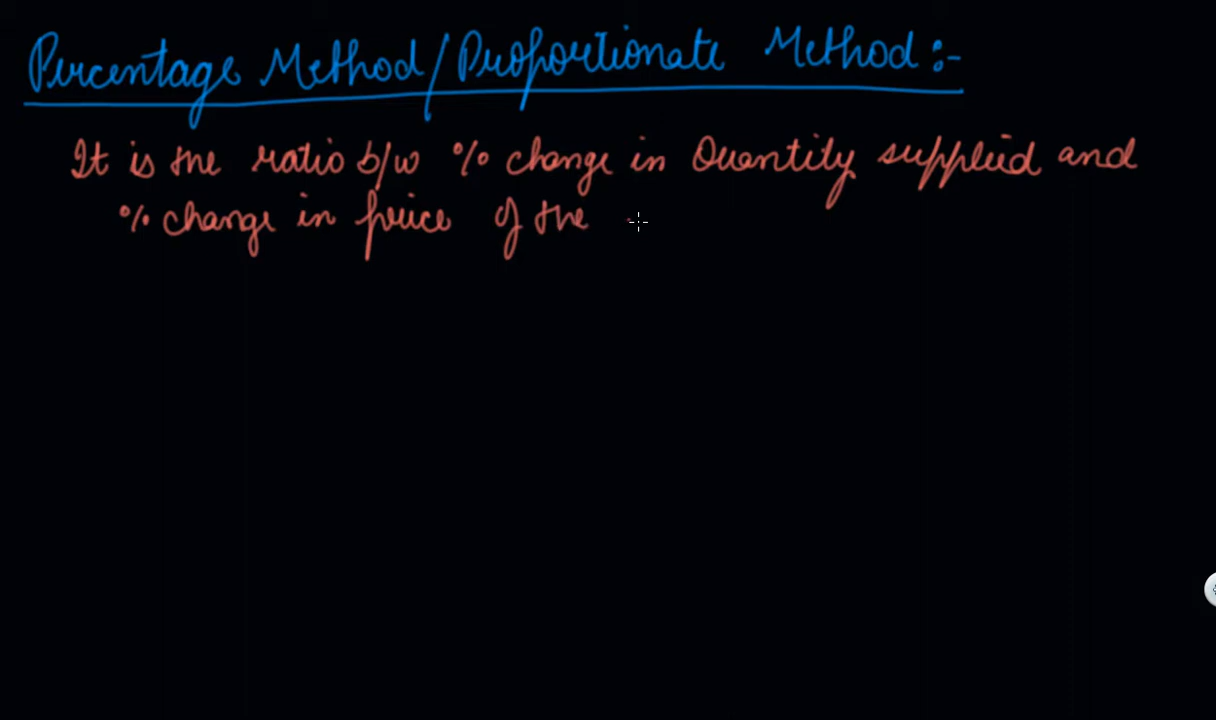 Percentage Method/Proportionate Method:-
It is the ratio b/w % change in Quantity supplied and
% change in price of the